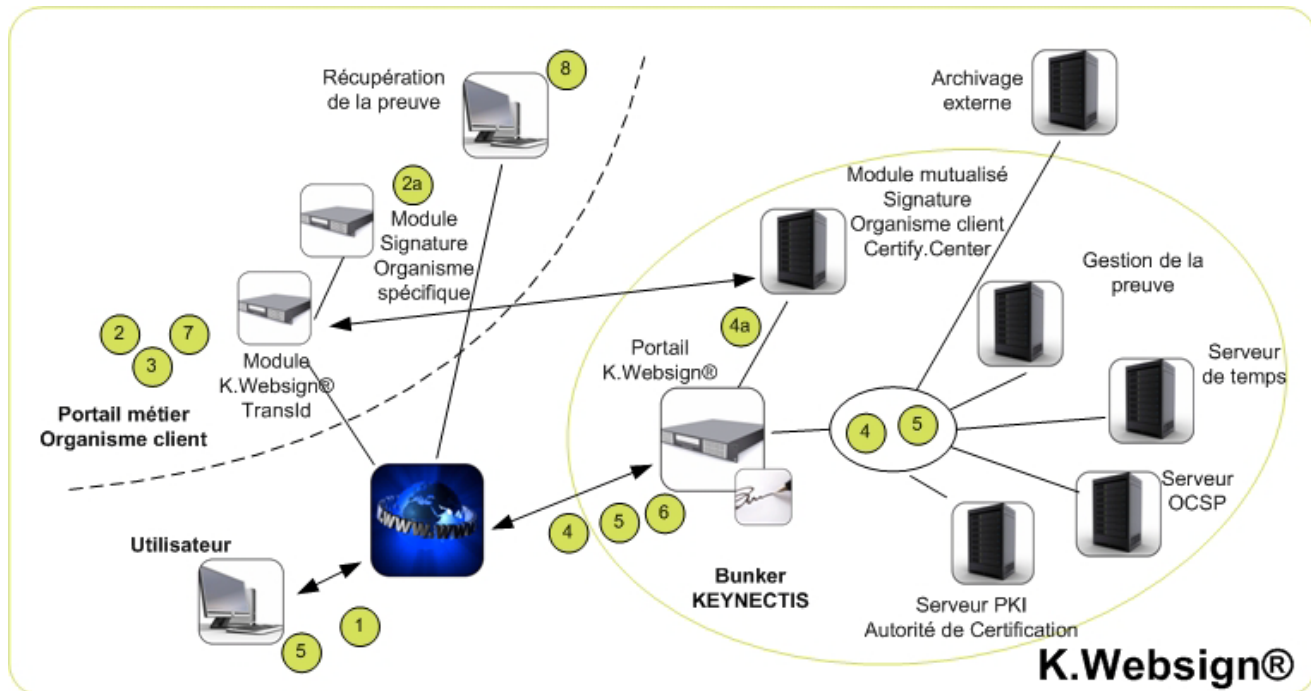 8
Récupération
de la preuve
Archivage
externe
2a
Module
Signature
Organisme
spécifique
Module mutualisé
Signature
Organisme client
Certify.Center
Gestion de la
preuve
2
7
3
Module
K.Websign®
TransId
4a
Portail
K.Websign®
Serveur
de temps
Portail métier
Organisme client
4
5
Serveur
OCSP
WWW.WWW.WWW
4
5
6
Utilisateur
1
5
Bunker
KEYNECTIS
Serveur PKI
Autorité de Certification
K.Websign®